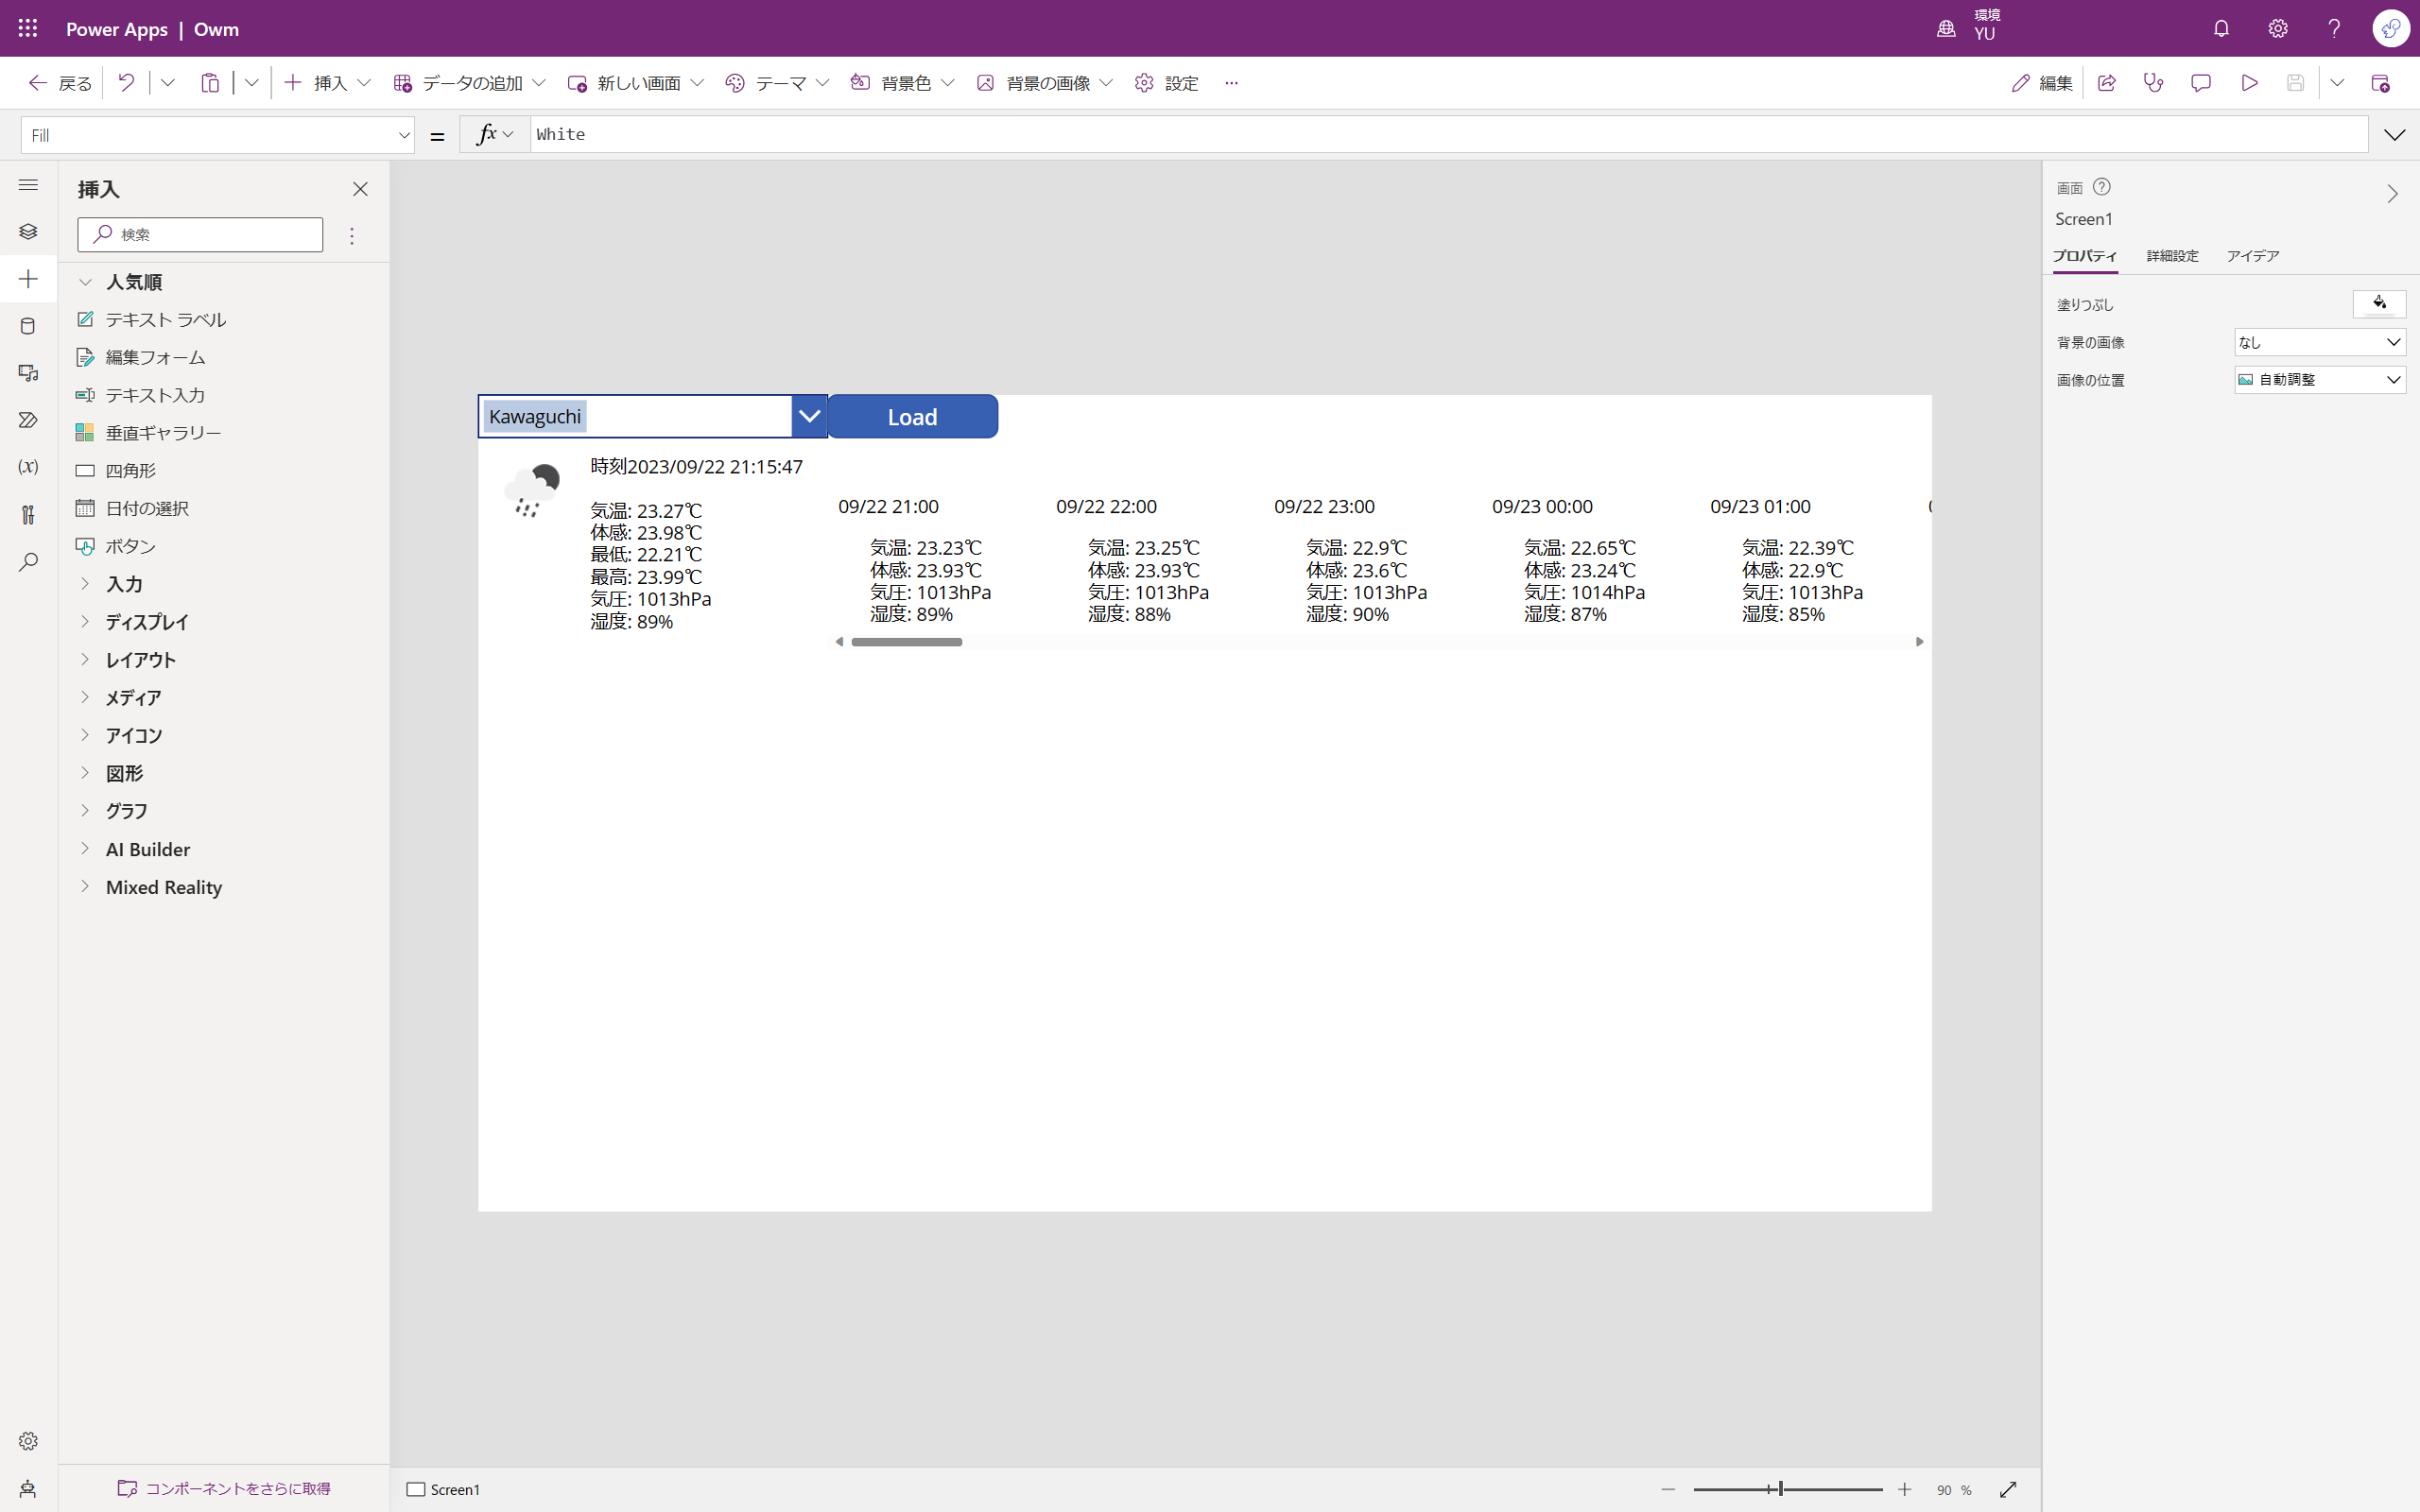 Power Apps | Owm
環境
YU
戻る
挿入
データの追加
新しい画面
テーマ
背景色
背景の画像
設定
編集
Fill
=
fx
White
挿入
検索
人気順
テキスト ラベル
編集フォーム
テキスト入力
垂直ギャラリー
四角形
日付の選択
ボタン
入力
ディスプレイ
レイアウト
メディア
アイコン
図形
グラフ
AI Builder
Mixed Reality
コンポーネントをさらに取得
Kawaguchi
Load
時刻2023/09/22 21:15:47
気温: 23.27℃
体感: 23.98℃
最低: 22.21℃
最高: 23.99℃
気圧: 1013hPa
湿度: 89%
09/22 21:00
気温: 23.23℃
体感: 23.93℃
気圧: 1013hPa
湿度: 89%
09/22 22:00
気温: 23.25℃
体感: 23.93℃
気圧: 1013hPa
湿度: 88%
09/22 23:00
気温: 22.9℃
体感: 23.6℃
気圧: 1013hPa
湿度: 90%
09/23 00:00
気温: 22.65℃
体感: 23.24℃
気圧: 1014hPa
湿度: 87%
09/23 01:00
気温: 22.39℃
体感: 22.9℃
気圧: 1013hPa
湿度: 85%
画面
Screen1
プロパティ
詳細設定
アイデア
塗りつぶし
背景の画像
なし
画像の位置
自動調整
Screen1
90 %